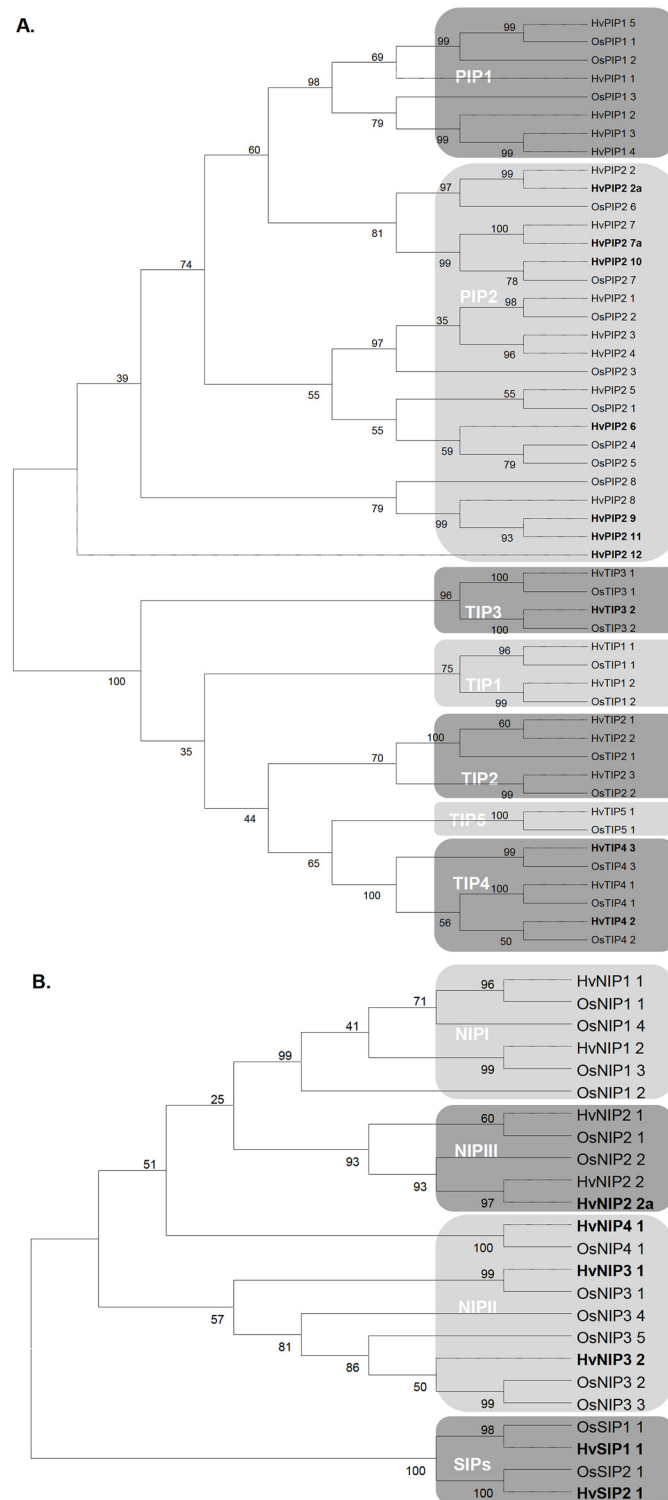 A.
HvPIP1 5
99
99
OsPIP1 1
69
OsPIP1 2
PIP1
HvPIP1 1
98
OsPIP1 3
79
HvPIP1 2
99
HvPIP1 3
99
HvPIP1 4
60
HvPIP2 2
99
97
HvPIP2 2a
OsPIP2 6
81
HvPIP2 7
100
HvPIP2 7a
99
HvPIP2 10
74
78
OsPIP2 7
PIP2
HvPIP2 1
98
35
OsPIP2 2
97
HvPIP2 3
96
HvPIP2 4
OsPIP2 3
39
55
HvPIP2 5
55
OsPIP2 1
55
HvPIP2 6
59
OsPIP2 4
79
OsPIP2 5
OsPIP2 8
79
HvPIP2 8
99
HvPIP2 9
93
HvPIP2 11
HvPIP2 12
HvTIP3 1
100
96
OsTIP3 1
TIP3
HvTIP3 2
100
OsTIP3 2
100
HvTIP1 1
96
75
OsTIP1 1
TIP1
HvTIP1 2
99
OsTIP1 2
35
HvTIP2 1
60
100
HvTIP2 2
70
OsTIP2 1
TIP2
HvTIP2 3
99
OsTIP2 2
44
HvTIP5 1
TIP5
100
OsTIP5 1
65
HvTIP4 3
99
OsTIP4 3
100
TIP4
HvTIP4 1
100
OsTIP4 1
56
HvTIP4 2
50
OsTIP4 2
B.
HvNIP1 1
96
71
OsNIP1 1
41
OsNIP1 4
NIPI
99
HvNIP1 2
99
OsNIP1 3
OsNIP1 2
25
HvNIP2 1
60
OsNIP2 1
93
NIPIII
OsNIP2 2
51
93
HvNIP2 2
97
HvNIP2 2a
HvNIP4 1
100
OsNIP4 1
HvNIP3 1
99
OsNIP3 1
NIPII
57
OsNIP3 4
81
OsNIP3 5
86
HvNIP3 2
50
OsNIP3 2
99
OsNIP3 3
OsSIP1 1
98
HvSIP1 1
100
SIPs
OsSIP2 1
100
HvSIP2 1